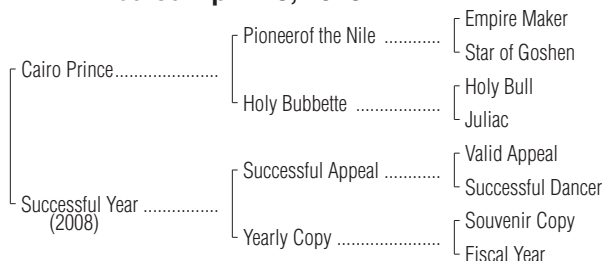 Empire Maker
Pioneerof the Nile ..............
Star of Goshen
Cairo Prince.......................
Holy Bull
Holy Bubbette ...................
Juliac
Valid Appeal
Successful Appeal ............
Successful Dancer
Successful Year .................
(2008)
Souvenir Copy
Yearly Copy .......................
Fiscal Year